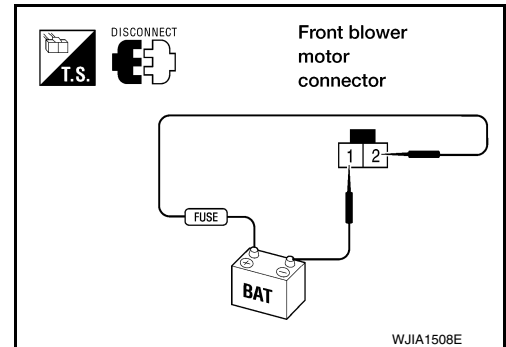 DISCONNECT
T.S.
Front blower
motor
connector
1 2
FUSE
+ −
BAT
WJIA1508E